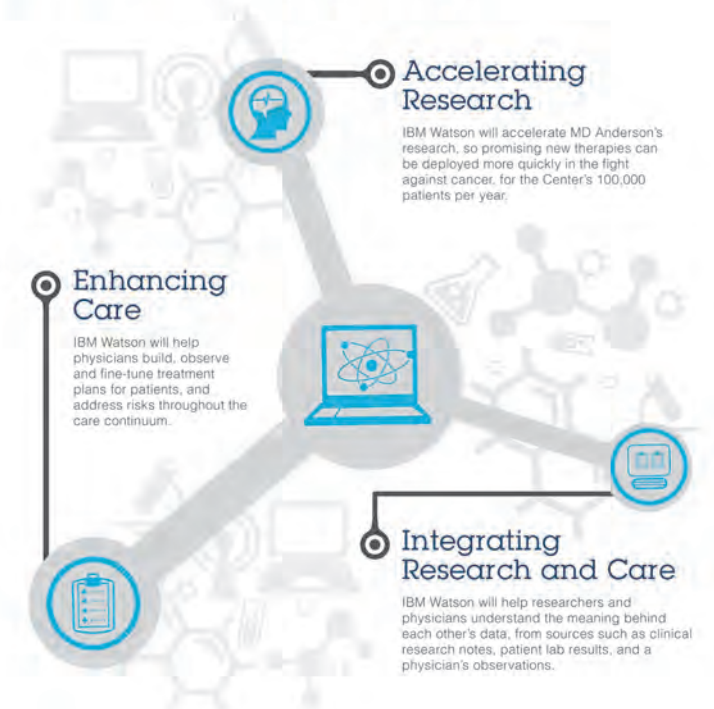 Accelerating
Research
IBM Watson will accelerate MD Anderson's
research, so promising new therapies can
be deployed more quickly in the fight
against cancer, for the Center's 100,000
patients per year.
Enhancing
Care
IBM Watson will help
physicians build, observe
and fine-tune treatment
plans for patients, and
address risks throughout the
care continuum.
Integrating
Research and Care
IBM Watson will help researchers and
physicians understand the meaning behind
each other's data, from sources such as clinical
research notes, patient lab results, and a
physician's observations.